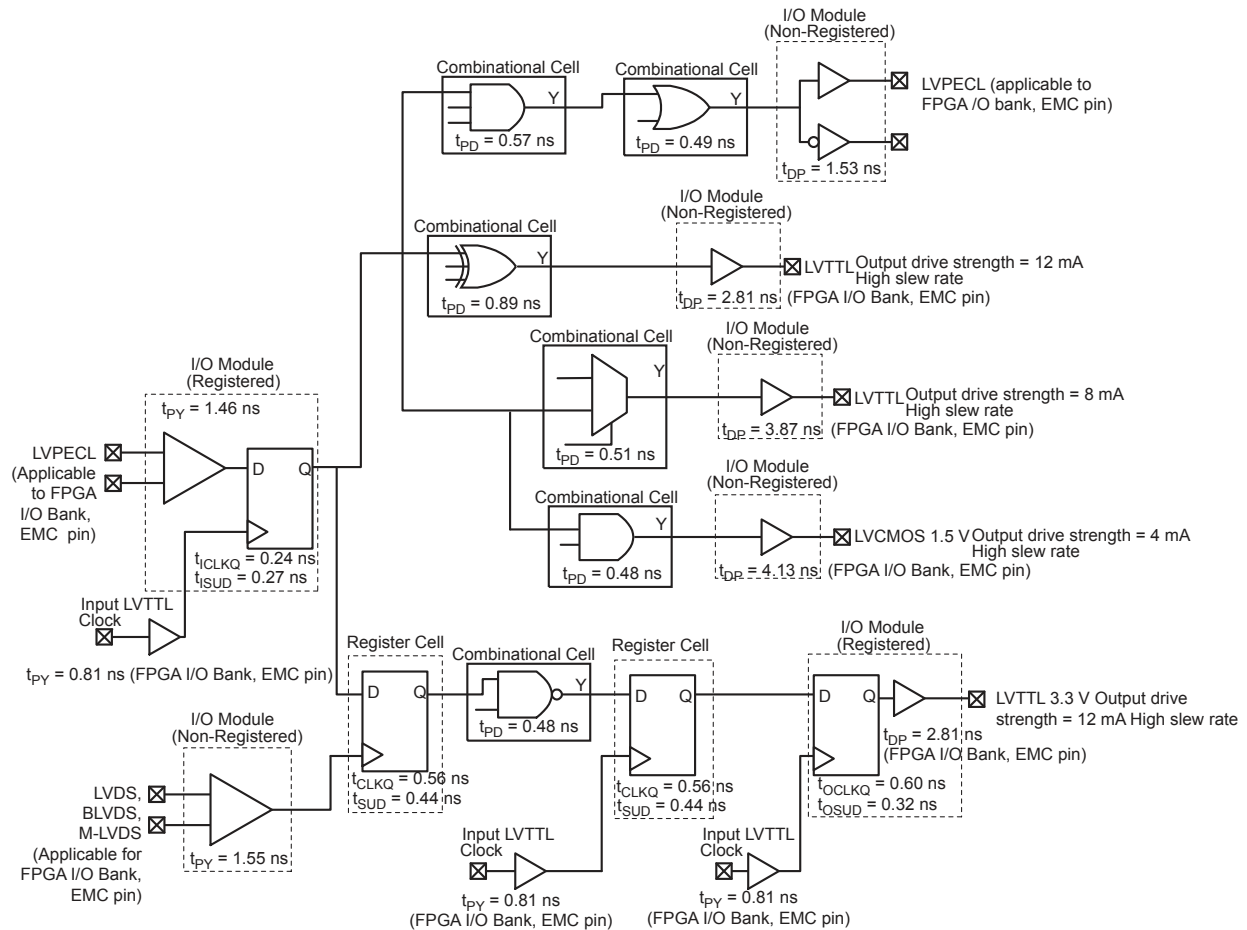 I/O Module
(Non-Registered)
Combinational Cell
Y
tPD = 0.57 ns
Combinational Cell
Y
tPD = 0.49 ns
tDP = 1.53 ns
LVPECL (applicable to
FPGA /O bank, EMC pin)
Combinational Cell
Y
tPD = 0.89 ns
I/O Module
(Non-Registered)
tDP = 2.81 ns
LVTTL Output drive strength = 12 mA
High slew rate
(FPGA I/O Bank, EMC pin)
Combinational Cell
Y
tPD = 0.51 ns
I/O Module
(Non-Registered)
tDP = 3.87 ns
LVTTL Output drive strength = 8 mA
High slew rate
(FPGA I/O Bank, EMC pin)
I/O Module
(Registered)
tPY = 1.46 ns
LVPECL
(Applicable
to FPGA
I/O Bank,
EMC pin)
D
Q
tICLKQ = 0.24 ns
tISUD = 0.27 ns
Input LVTTL
Clock
tPY = 0.81 ns (FPGA I/O Bank, EMC pin)
Combinational Cell
Y
tPD = 0.48 ns
I/O Module
(Non-Registered)
tDP = 4.13 ns
LVCMOS 1.5 V Output drive strength = 4 mA
High slew rate
(FPGA I/O Bank, EMC pin)
I/O Module
(Non-Registered)
LVDS,
BLVDS,
M-LVDS
(Applicable for
FPGA I/O Bank,
EMC pin)
tPY = 1.55 ns
Register Cell
D
Q
tCLKQ = 0.56 ns
tSUD = 0.44 ns
Combinational Cell
Y
tPD = 0.48 ns
Register Cell
D
Q
tCLKQ = 0.56 ns
tSUD = 0.44 ns
Input LVTTL
Clock
tPY = 0.81 ns
(FPGA I/O Bank, EMC pin)
I/O Module
(Registered)
D
Q
tDP = 2.81 ns
(FPGA I/O Bank, EMC pin)
tOCLKQ = 0.60 ns
tOSUD = 0.32 ns
LVTTL 3.3 V Output drive
strength = 12 mA High slew rate
Input LVTTL
Clock
tPY = 0.81 ns
(FPGA I/O Bank, EMC pin)